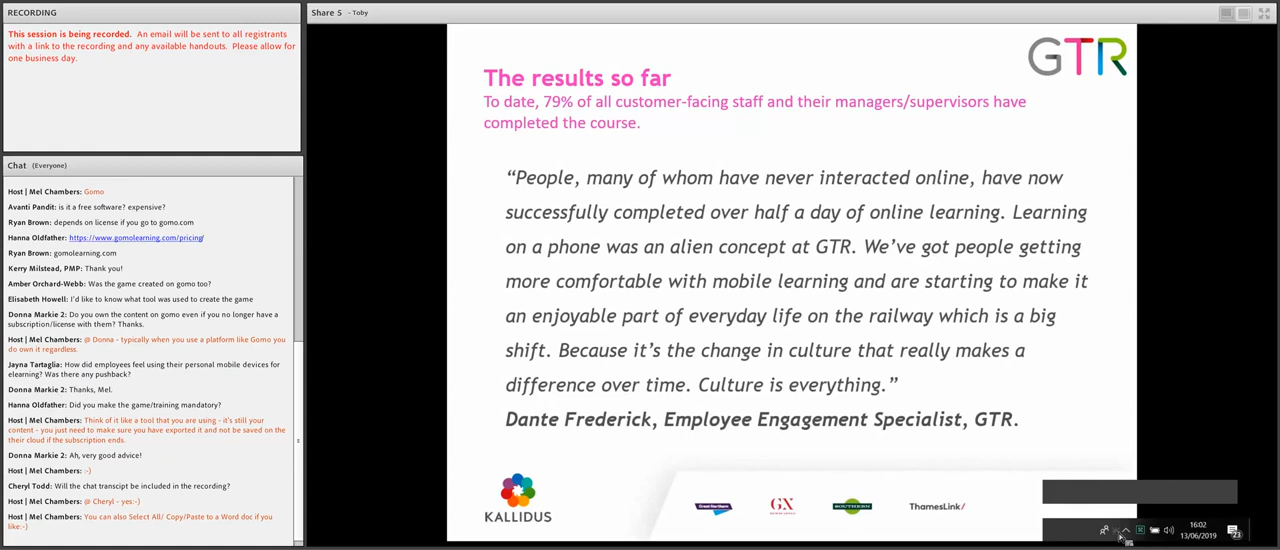 RECORDING
This session is being recorded. An email will be sent to all registrants
with a link to the recording and any available handouts. Please allow for
one business day.
Chat (Everyone)
Host | Mel Chambers: Gomo
Avanti Pandit: is it a free software? expensive?
Ryan Brown: depends on license if you go to gomo.com
Hanna Oldfather: https://www.gomolearning.com/pricing/
Ryan Brown: gomolearning.com
Kerry Milstead, PMP: Thank you!
Amber Orchard-Webb: Was the game created on gomo too?
Elisabeth Howell: I'd like to know what tool was used to create the game
Donna Markie 2: Do you own the content on gomo even if you no longer have a
subscription/license with them? Thanks.
Host | Mel Chambers: @ Donna - typically when you use a platform like Gomo you
do own it regardless.
Jayna Tartaglia: How did employees feel using their personal mobile devices for
elearning? Was there any pushback?
Donna Markie 2: Thanks, Mel.
Hanna Oldfather: Did you make the game/training mandatory?
Host | Mel Chambers: Think of it like a tool that you are using - it's still your
content - you just need to make sure you have exported it and not be saved on the
their cloud if the subscription ends.
Donna Markie 2: Ah, very good advice!
Host | Mel Chambers: :-)
Cheryl Todd: Will the chat transcipt be included in the recording?
Host | Mel Chambers: @ Cheryl - yes:-)
Host | Mel Chambers: You can also Select All/ Copy/Paste to a Word doc if you
like:-)
Share 5 - Toby
GTR
The results so far
To date, 79% of all customer-facing staff and their managers/supervisors have
completed the course.
“People, many of whom have never interacted online, have now
successfully completed over half a day of online learning. Learning
on a phone was an alien concept at GTR. We’ve got people getting
more comfortable with mobile learning and are starting to make it
an enjoyable part of everyday life on the railway which is a big
shift. Because it’s the change in culture that really makes a
difference over time. Culture is everything.”
Dante Frederick, Employee Engagement Specialist, GTR.
KALLIDUS
Great Northern
GX
SOUTHERN
ThamesLink/
16:02
13/06/2019
23